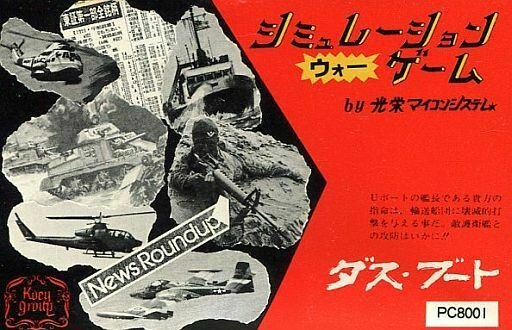 東証第一部全銘柄
シミュレーション
ウォー
ゲーム
by 光栄マイコンシステム
Uボートの艦長である貴方の
指命は、輸送船団に壊滅的打
撃を与える事だ。敵護衛艦と
の攻防はいかに!!
News Roundup
ダス・ブート
Koey
group
PC8001